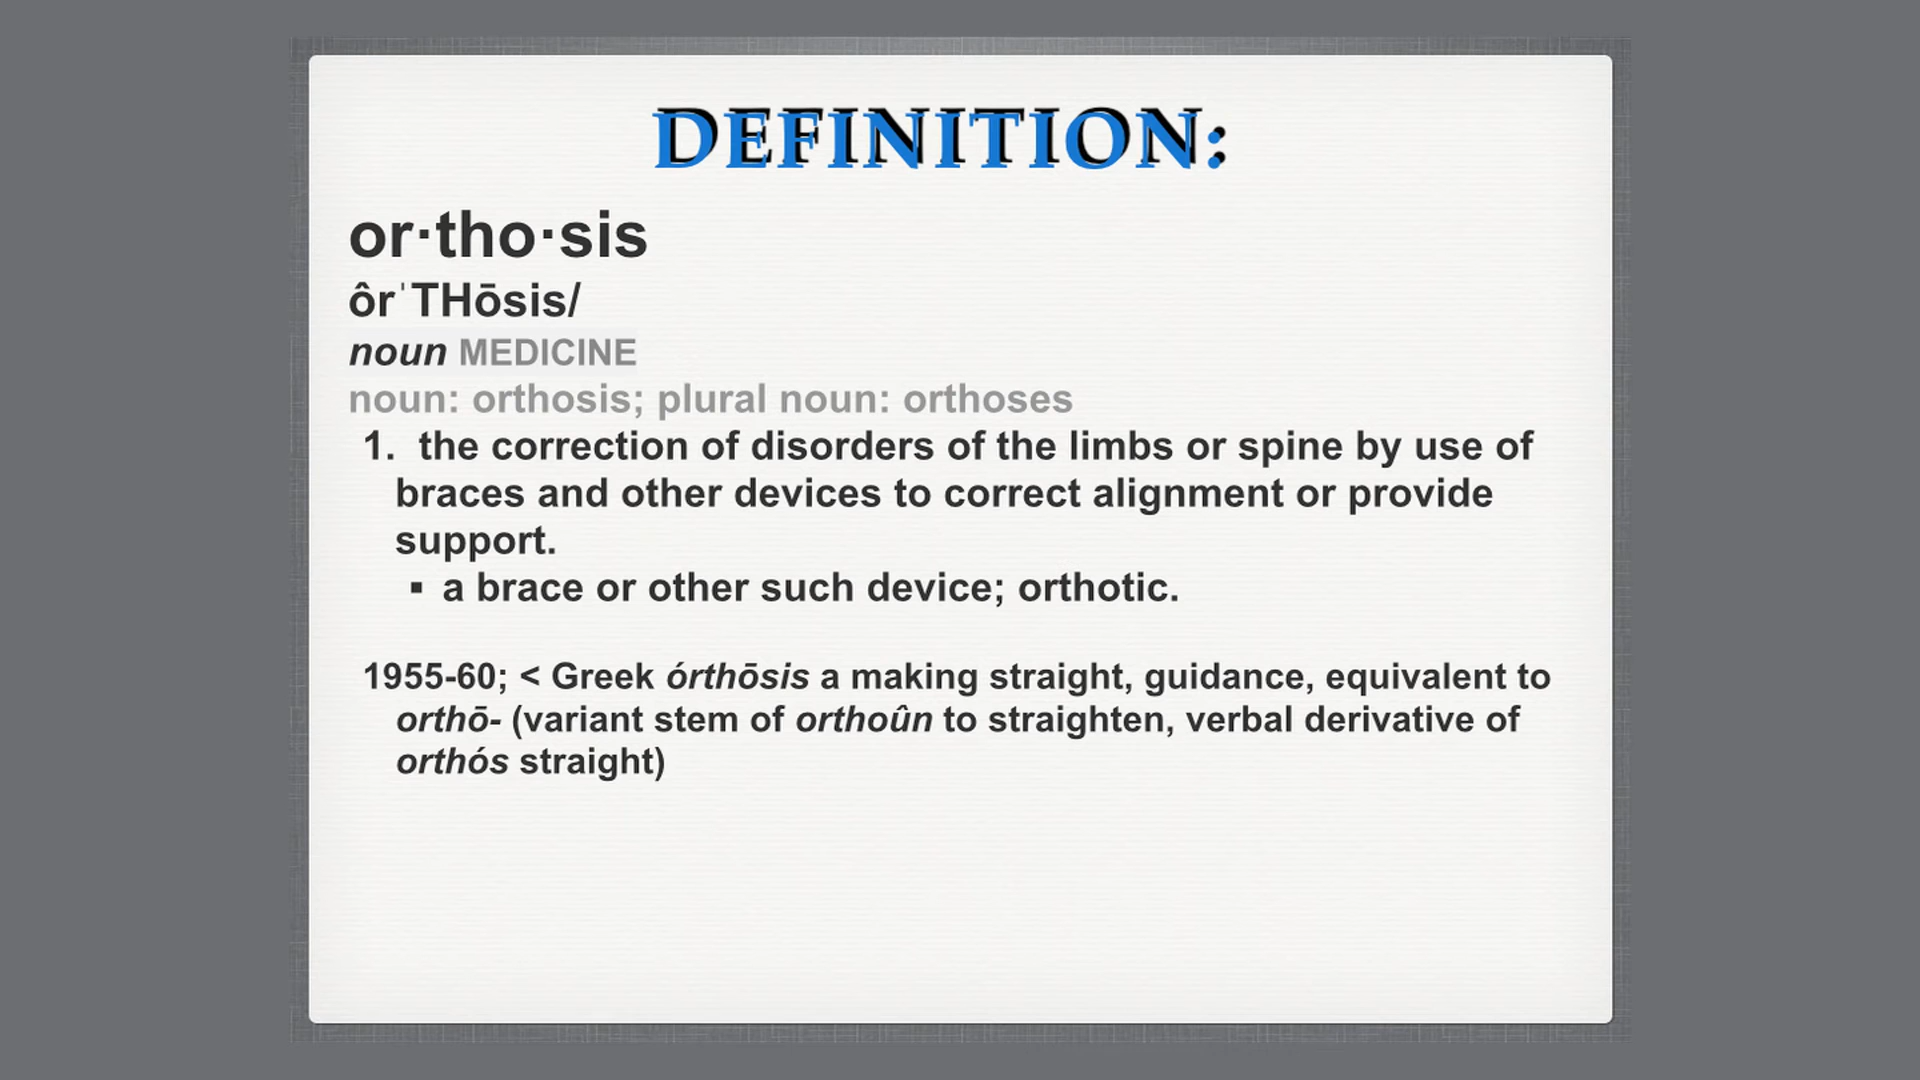 DEFINITION:
or·tho·sis
ôrˈTHōsis/
noun MEDICINE
noun: orthosis; plural noun: orthoses
1. the correction of disorders of the limbs or spine by use of
braces and other devices to correct alignment or provide
support.
▪ a brace or other such device; orthotic.
1955-60; < Greek órthōsis a making straight, guidance, equivalent to
orthō- (variant stem of orthoûn to straighten, verbal derivative of
orthós straight)